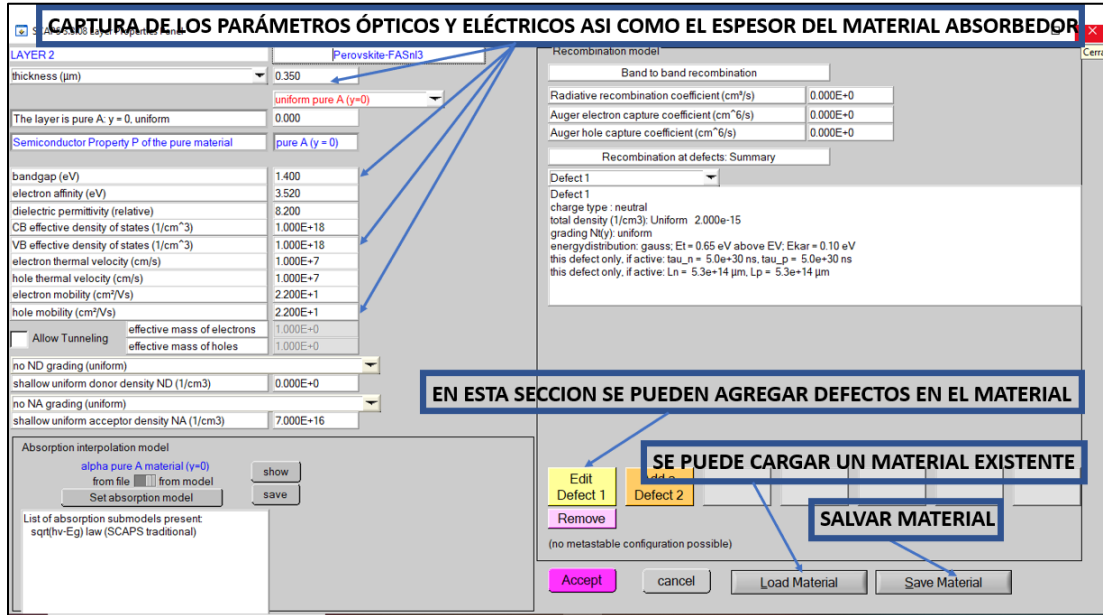 CAPTURA DE LOS PARÁMETROS ÓPTICOS Y ELÉCTRICOS ASI COMO EL ESPESOR DEL MATERIAL ABSORBEDOR
Layer Properties Panel
Cerra
LAYER 2
Perovskite-FASnI3
thickness (µm)
0.350
uniform pure A (y=0)
The layer is pure A: y = 0, uniform
0.000
Semiconductor Property P of the pure material
pure A (y = 0)
bandgap (eV)
1.400
electron affinity (eV)
3.520
dielectric permittivity (relative)
8.200
CB effective density of states (1/cm^3)
1.000E+18
VB effective density of states (1/cm^3)
1.000E+18
electron thermal velocity (cm/s)
1.000E+7
hole thermal velocity (cm/s)
1.000E+7
electron mobility (cm²/Vs)
2.200E+1
hole mobility (cm²/Vs)
2.200E+1
Allow Tunneling
effective mass of electrons
1.000E+0
effective mass of holes
1.000E+0
no ND grading (uniform)
shallow uniform donor density ND (1/cm3)
0.000E+0
no NA grading (uniform)
shallow uniform acceptor density NA (1/cm3)
7.000E+16
Absorption interpolation model
alpha pure A material (y=0)
from file
from model
show
Set absorption model
save
List of absorption submodels present:
sqrt(hv-Eg) law (SCAPS traditional)
Recombination model
Band to band recombination
Radiative recombination coefficient (cm³/s)
0.000E+0
Auger electron capture coefficient (cm^6/s)
0.000E+0
Auger hole capture coefficient (cm^6/s)
0.000E+0
Recombination at defects: Summary
Defect 1
Defect 1
charge type : neutral
total density (1/cm3): Uniform 2.000e-15
grading Nt(y): uniform
energydistribution: gauss; Et = 0.65 eV above EV; Ekar = 0.10 eV
this defect only, if active: tau_n = 5.0e+30 ns, tau_p = 5.0e+30 ns
this defect only, if active: Ln = 5.3e+14 µm, Lp = 5.3e+14 µm
EN ESTA SECCION SE PUEDEN AGREGAR DEFECTOS EN EL MATERIAL
SE PUEDE CARGAR UN MATERIAL EXISTENTE
Edit
Defect 1
Defect 2
Remove
SALVAR MATERIAL
(no metastable configuration possible)
Accept
cancel
Load Material
Save Material